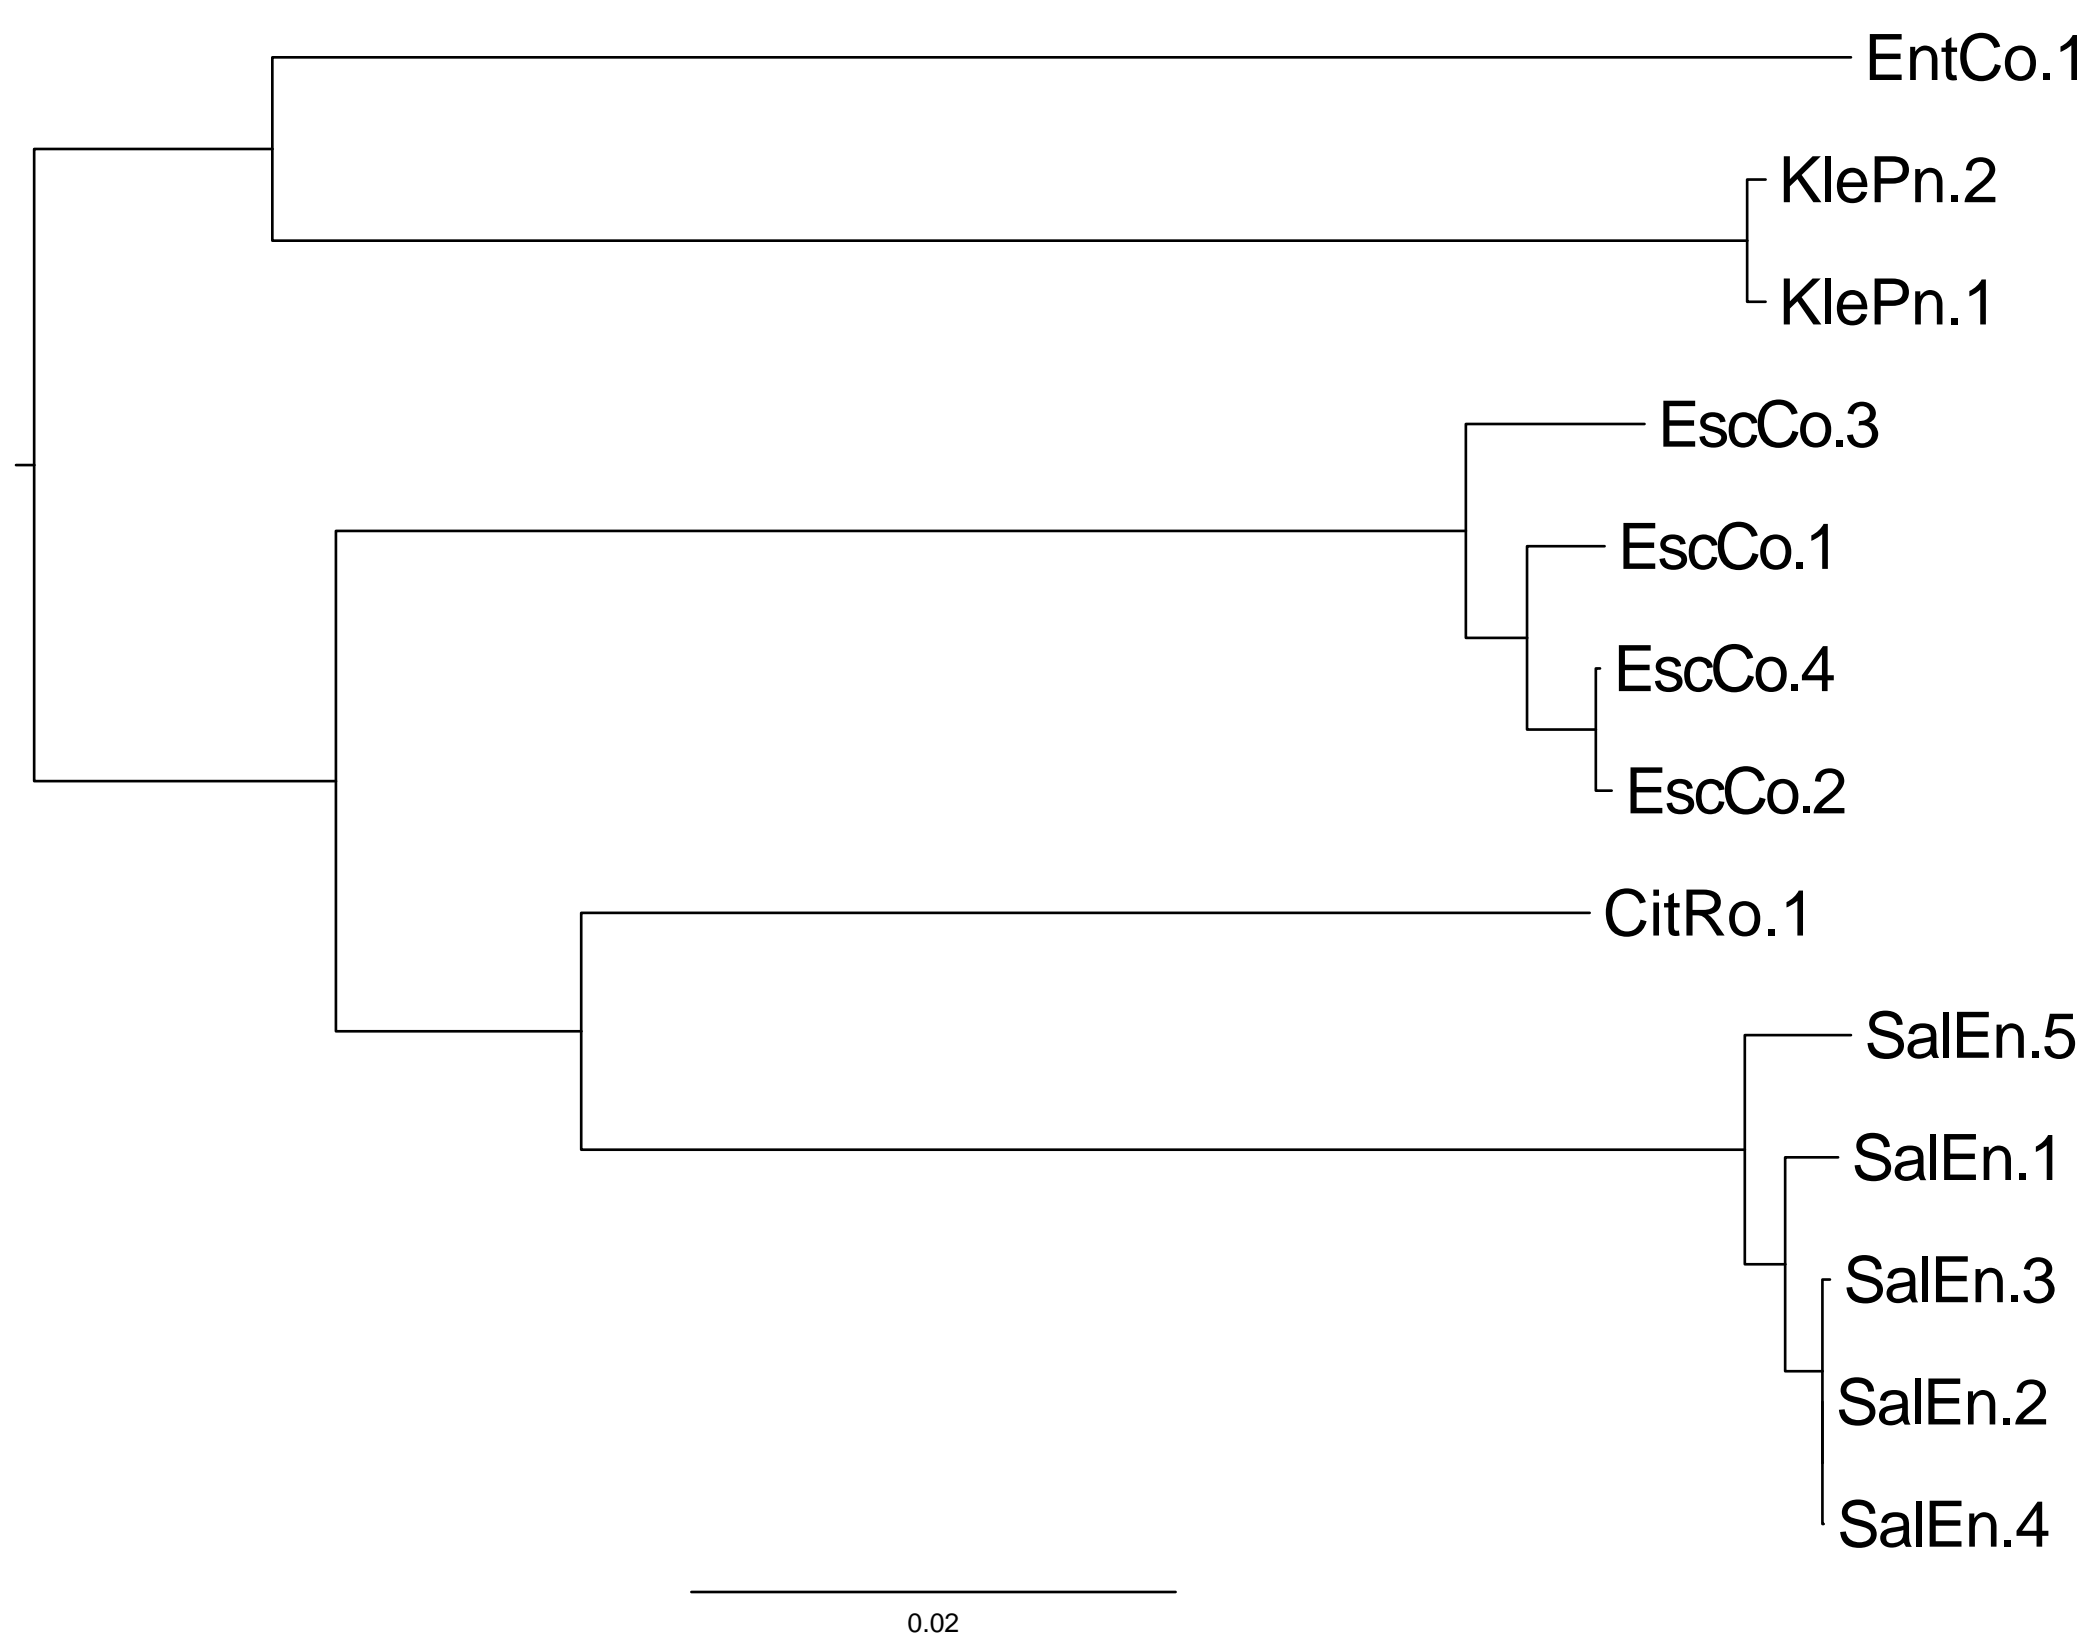 EntCo.1
KlePn.2
KlePn.1
EscCo.3
EscCo.1
EscCo.4
EscCo.2
CitRo.1
SalEn.5
SalEn.1
SalEn.3
SalEn.2
SalEn.4
0.02